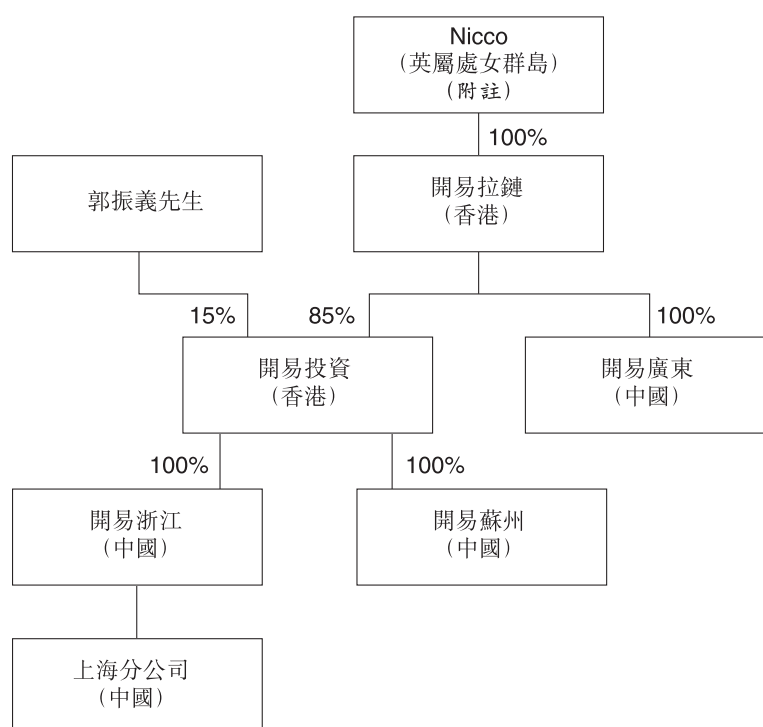 Nicco
(英屬處女群島)
(附註)
100%
郭振義先生
開易拉鏈
(香港)
15%
85%
100%
開易投資
(香港)
開易廣東
(中國)
100%
100%
開易浙江
(中國)
開易蘇州
(中國)
上海分公司
(中國)